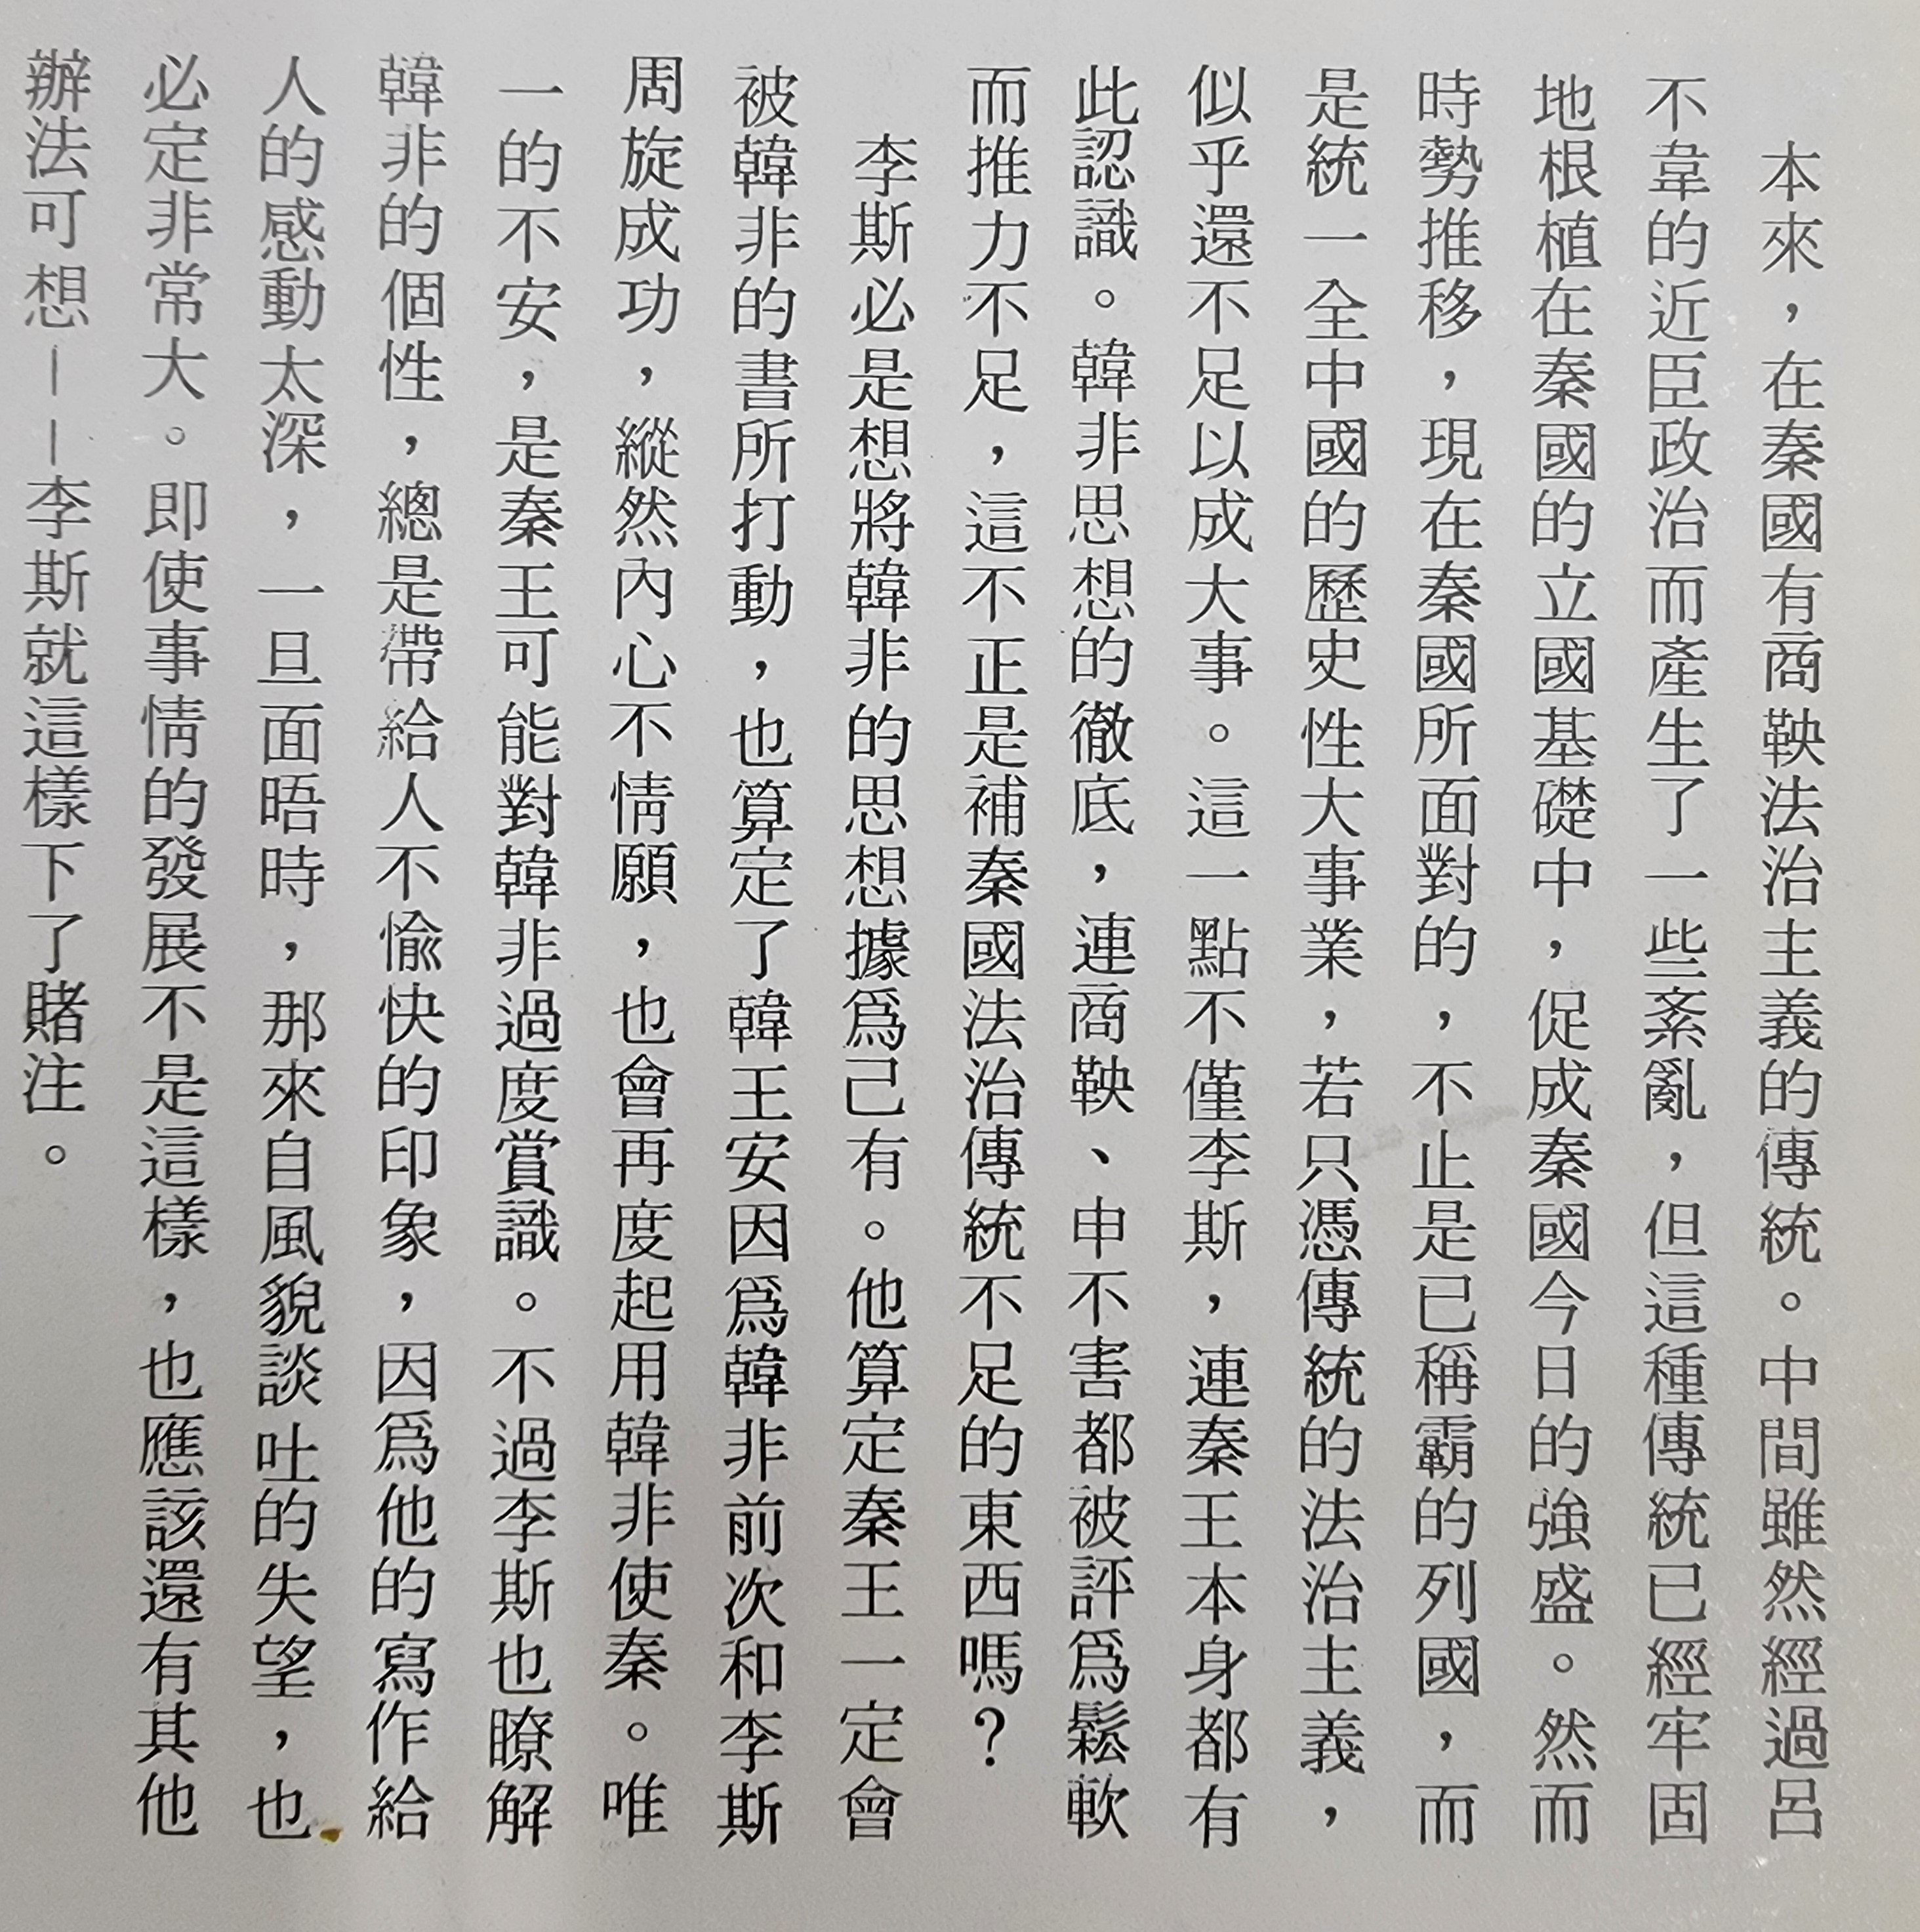 本來，在秦國有商鞅法治主義的傳統。中間雖然經過呂
不韋的近臣政治而產生了一些紊亂，但這種傳統已經牢固
地根植在秦國的立國基礎中，促成秦國今日的強盛。然而
時勢推移，現在秦國所面對的，不止是已稱霸的列國，而
是統一全中國的歷史性大事業，若只憑傳統的法治主義，
似乎還不足以成大事。這一點不僅李斯，連秦王本身都有
此認識。韓非思想的徹底，連商鞅、申不害都被評爲鬆軟
而推力不足，這不正是補秦國法治傳統不足的東西嗎？
李斯必是想將韓非的思想據爲己有。他算定秦王一定會
被韓非的書所打動，也算定了韓王安因爲韓非前次和李斯
周旋成功，縱然內心不情願，也會再度起用韓非使秦。唯
一的不安，是秦王可能對韓非過度賞識。不過李斯也瞭解
韓非的個性，總是帶給人不愉快的印象，因爲他的寫作給
人的感動太深，一旦面晤時，那來自風貌談吐的失望，也
必定非常大。即使事情的發展不是這樣，也應該還有其他
辦法可想——李斯就這樣下了賭注。